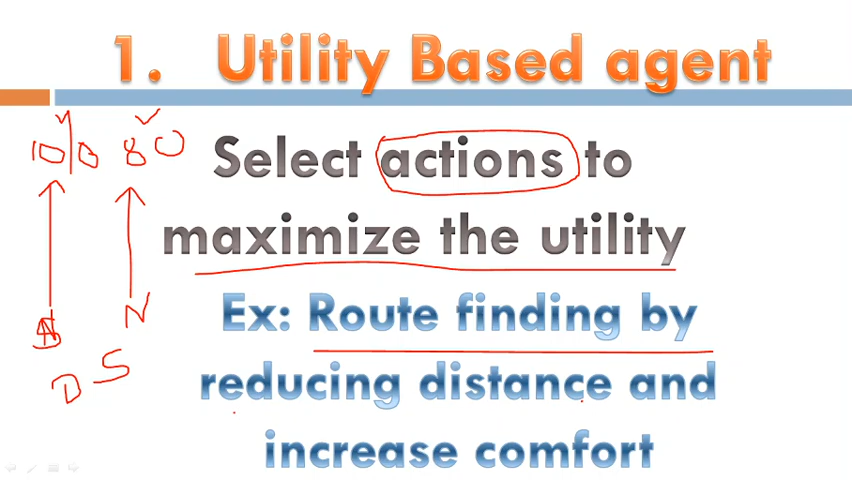 1. Utility Based agent
80
Select actions to
maximize the utility
N
Ex: Route finding by
D S
reducing distance and
increase comfort